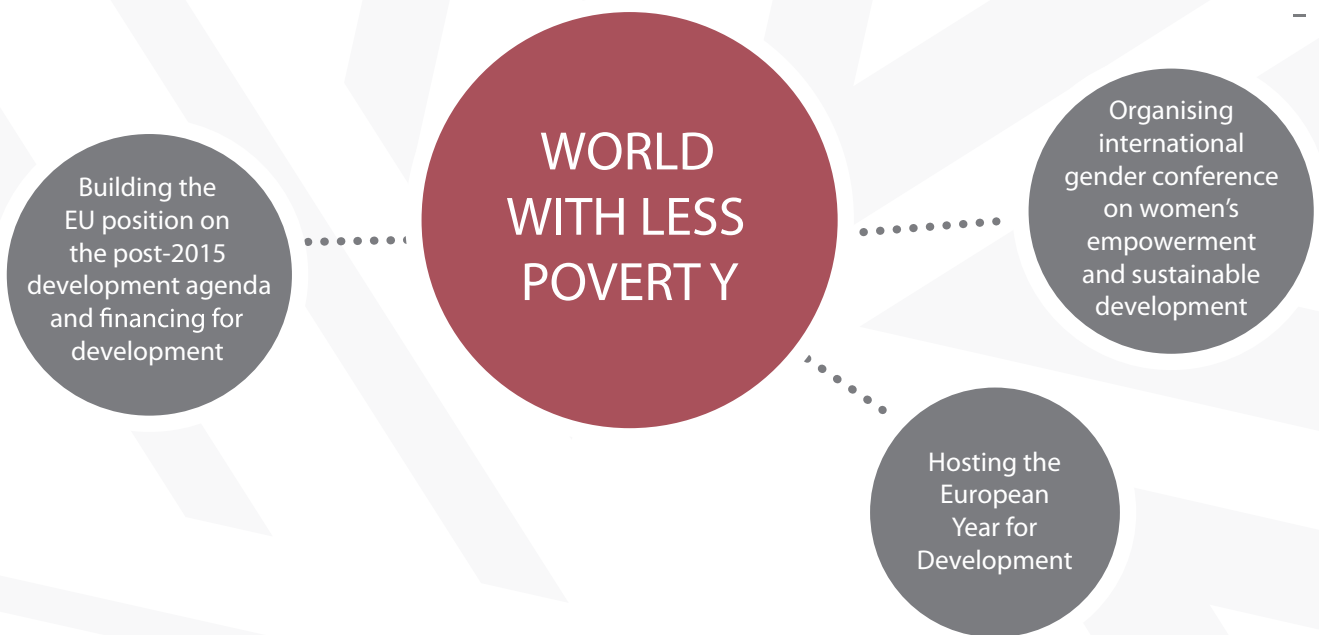 WORLD
WITH LESS
POVERT Y
Building the
EU position on
the post-2015
development agenda
and financing for
development
Organising
international
gender conference
on women's
empowerment
and sustainable
development
Hosting the
European
Year for
Development